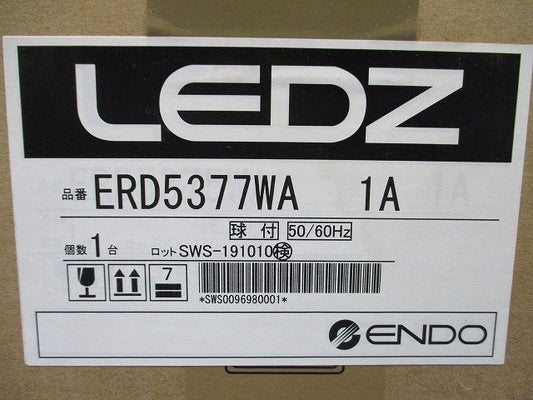 LEDZ
品番 ERD5377WA 1A
球付 50/60Hz
個数 1 台 ロット SWS-191010 検
7
*SWS0096980001*
ENDO